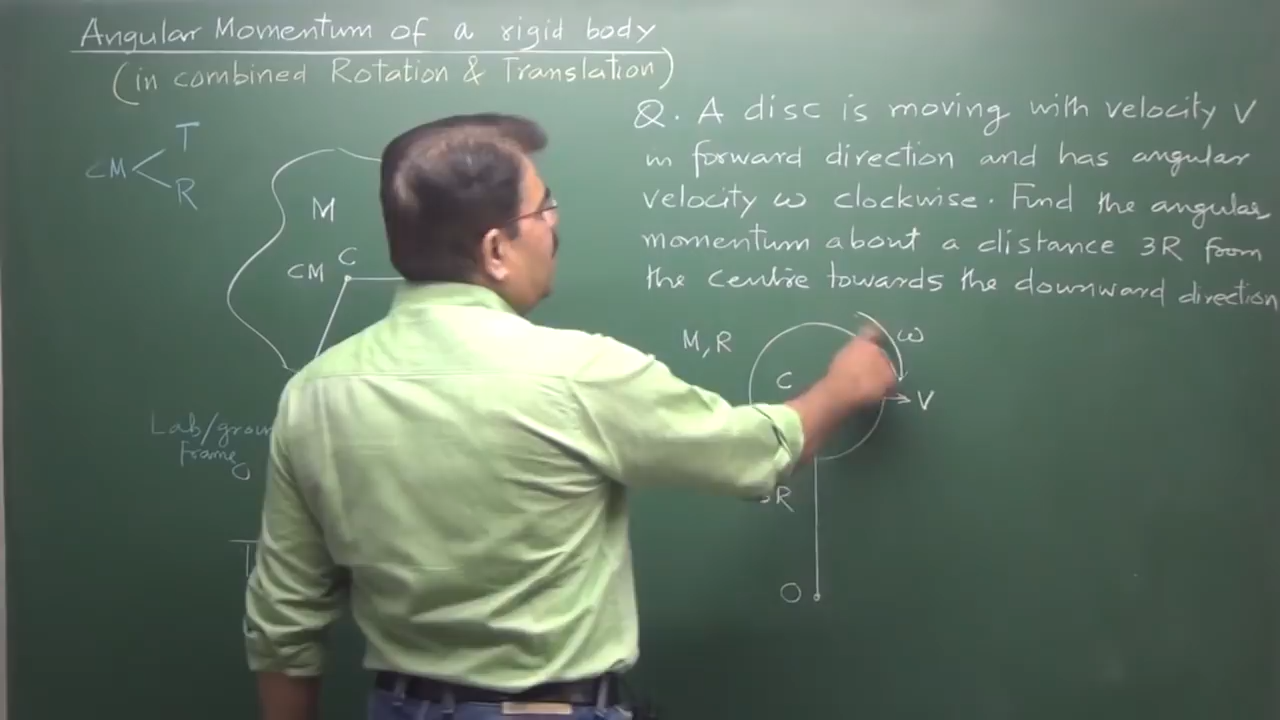 Angular Momentum of a rigid body
(in combined Rotation & Translation)
Q. A disc is moving with velocity V
in forward direction and has angular
velocity ω clockwise. Find the angular
momentum about a distance 3R from
the centre towards the downward direction
T
CM
R
M
C
CM
Lab/
Frame
M, R
ω
C
V
R
O